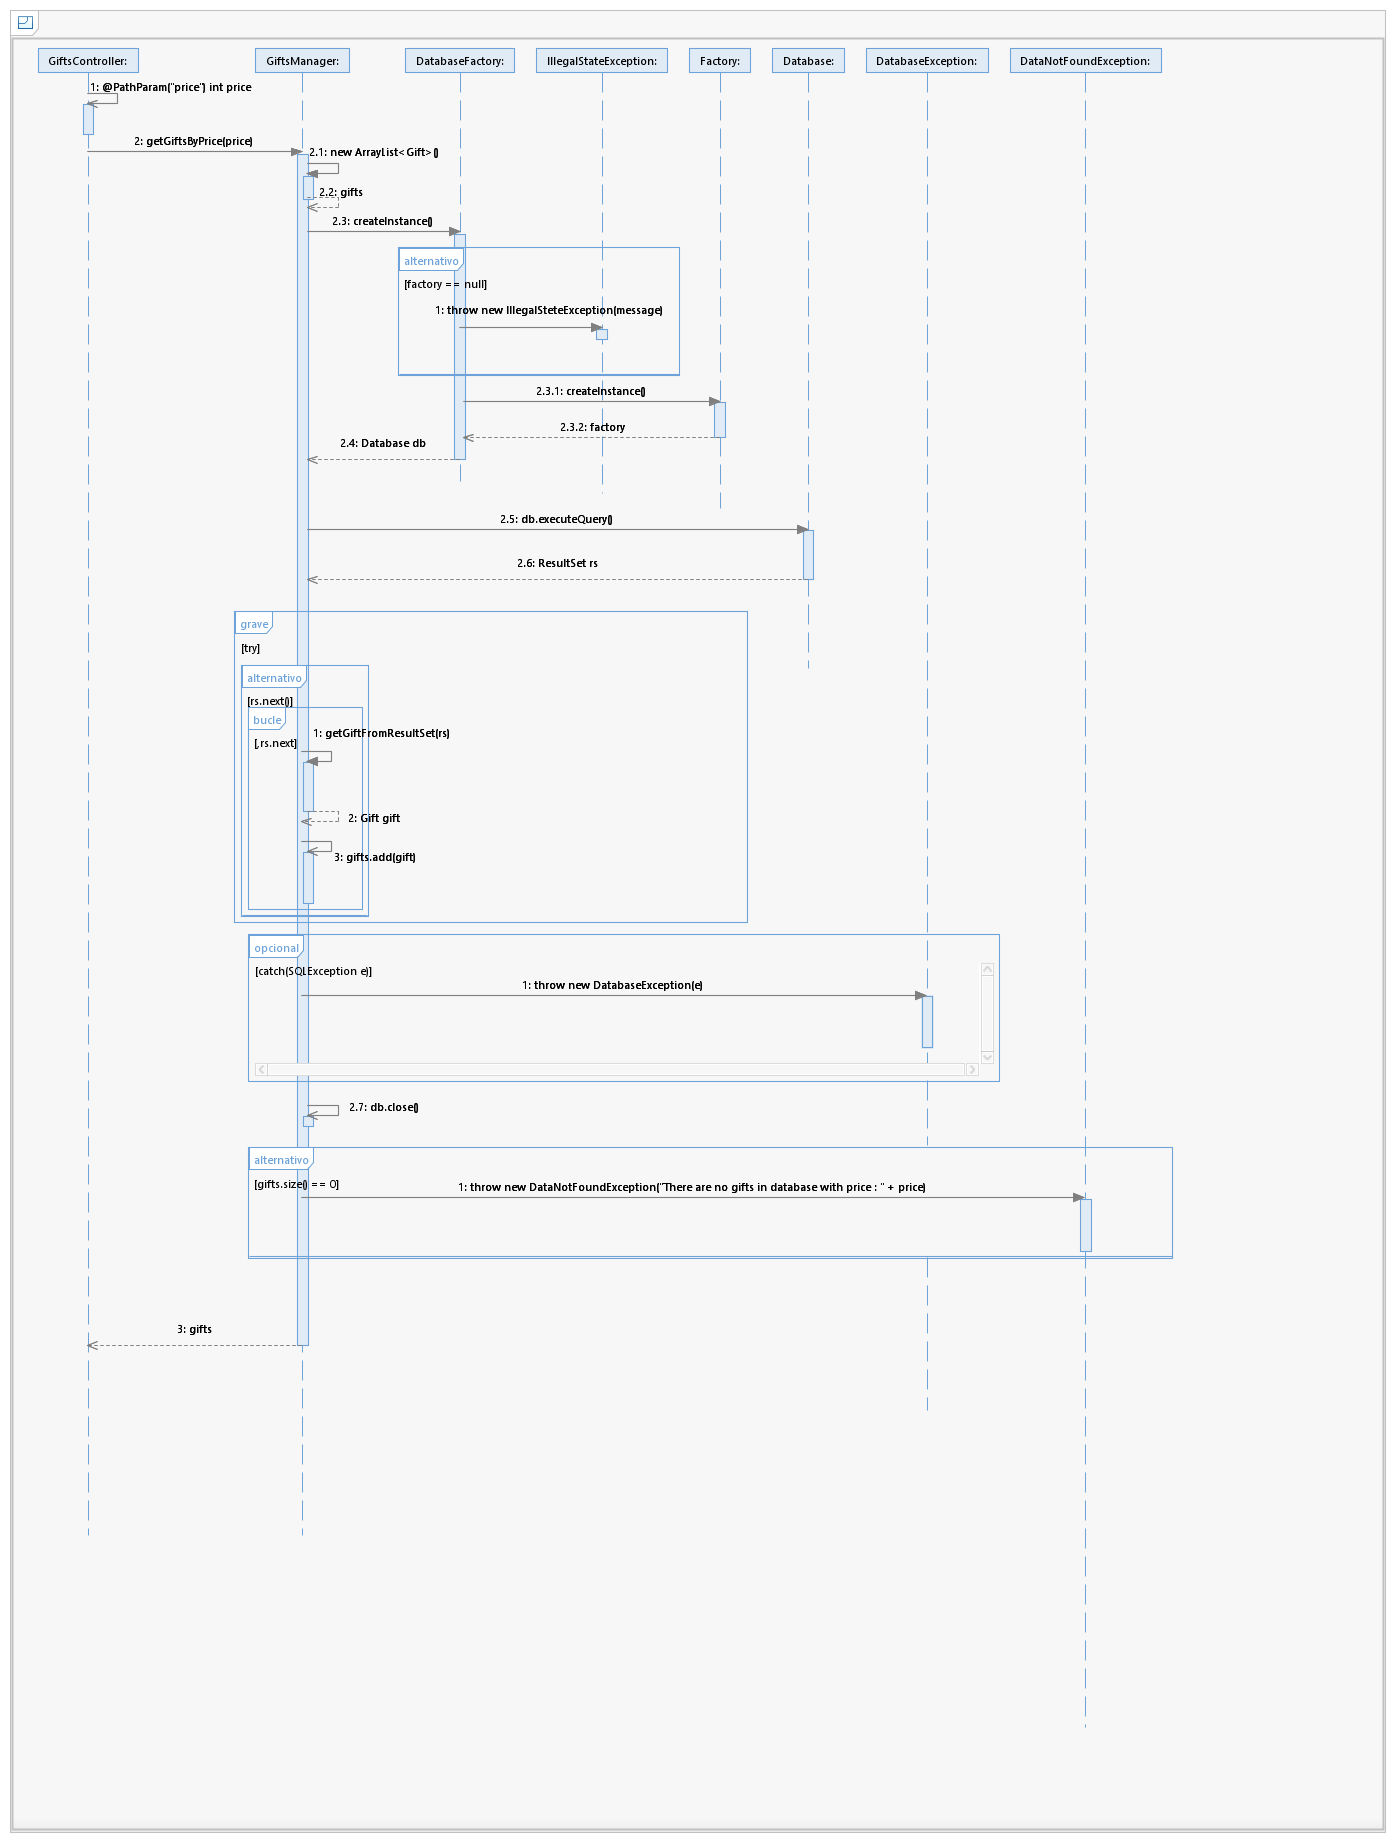 GiftsController:
GiftsManager:
DatabaseFactory:
IllegalStateException:
Factory:
Database:
DatabaseException:
DataNotFoundException:
1: @PathParam("price") int price
2: getGiftsByPrice(price)
2.1: new ArrayList<Gift>()
2.2: gifts
2.3: createInstance()
alternativo
[factory == null]
1: throw new IllegalSteteException(message)
2.3.1: createInstance()
2.3.2: factory
2.4: Database db
2.5: db.executeQuery()
2.6: ResultSet rs
grave
[try]
alternativo
[rs.next()]
bucle
1: getGiftFromResultSet(rs)
[,rs.next]
2: Gift gift
3: gifts.add(gift)
opcional
[catch(SQLException e)]
1: throw new DatabaseException(e)
2.7: db.close()
alternativo
[gifts.size() == 0]
1: throw new DataNotFoundException("There are no gifts in database with price : " + price)
3: gifts